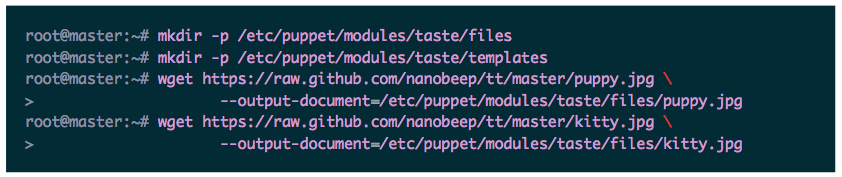 root@master:~# mkdir -p /etc/puppet/modules/taste/files
root@master:~# mkdir -p /etc/puppet/modules/taste/templates
root@master:~# wget https://raw.github.com/nanobeep/tt/master/puppy.jpg \
>                --output-document=/etc/puppet/modules/taste/files/puppy.jpg
root@master:~# wget https://raw.github.com/nanobeep/tt/master/kitty.jpg \
>                --output-document=/etc/puppet/modules/taste/files/kitty.jpg